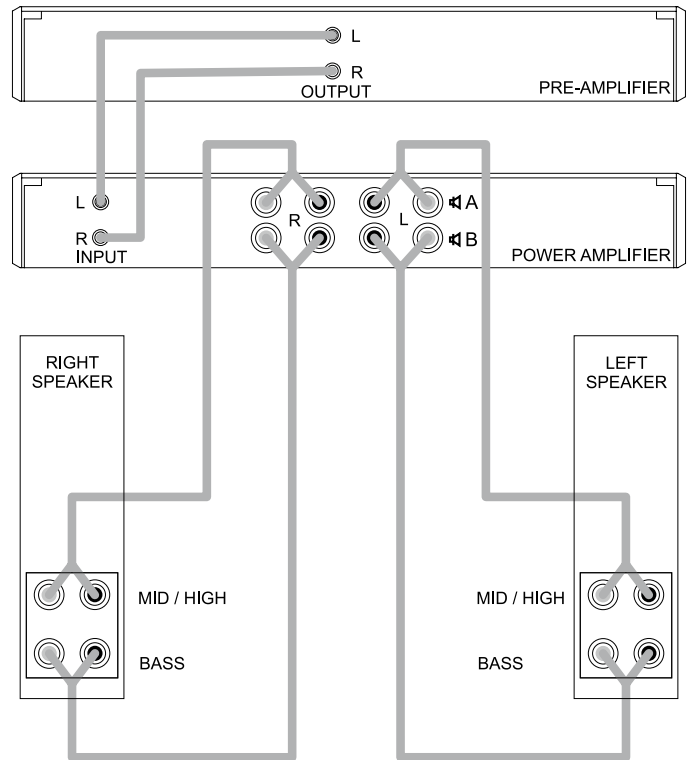 L
R
OUTPUT
PRE-AMPLIFIER
L
R
INPUT
R
L
A
B
POWER AMPLIFIER
RIGHT
SPEAKER
LEFT
SPEAKER
MID / HIGH
MID / HIGH
BASS
BASS